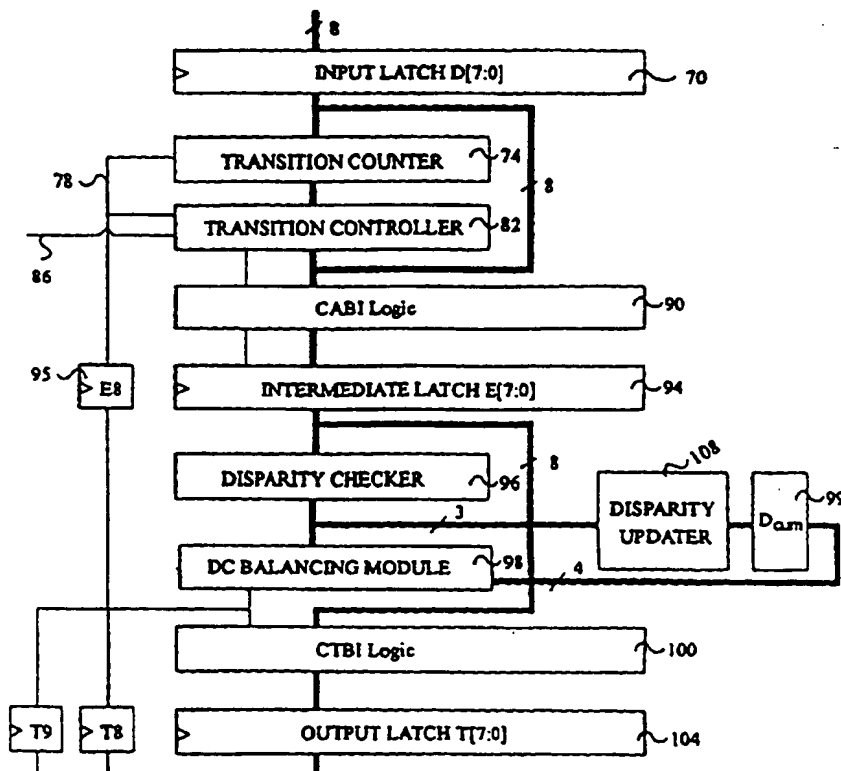 8
INPUT LATCH D[7:0]
70
TRANSITION COUNTER
74
78
8
TRANSITION CONTROLLER
82
86
CABI Logic
90
95
E8
INTERMEDIATE LATCH E[7:0]
94
DISPARITY CHECKER
96
8
108
99
3
DISPARITY
UPDATER
Dcum
DC BALANCING MODULE
98
4
CTBI Logic
100
T9
T8
OUTPUT LATCH T[7:0]
104